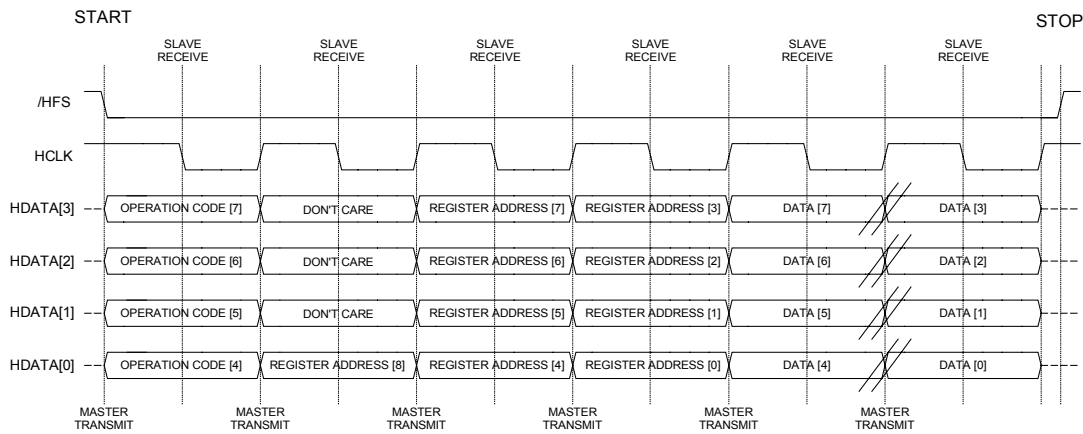 START STOP
SLAVE RECEIVE SLAVE RECEIVE SLAVE RECEIVE SLAVE RECEIVE SLAVE RECEIVE SLAVE RECEIVE
/HFS
HCLK
HDATA[3] OPERATION CODE [7] DON'T CARE REGISTER ADDRESS [7] REGISTER ADDRESS [3] DATA [7] DATA [3]
HDATA[2] OPERATION CODE [6] DON'T CARE REGISTER ADDRESS [6] REGISTER ADDRESS [2] DATA [6] DATA [2]
HDATA[1] OPERATION CODE [5] DON'T CARE REGISTER ADDRESS [5] REGISTER ADDRESS [1] DATA [5] DATA [1]
HDATA[0] OPERATION CODE [4] REGISTER ADDRESS [8] REGISTER ADDRESS [4] REGISTER ADDRESS [0] DATA [4] DATA [0]
MASTER TRANSMIT MASTER TRANSMIT MASTER TRANSMIT MASTER TRANSMIT MASTER TRANSMIT MASTER TRANSMIT